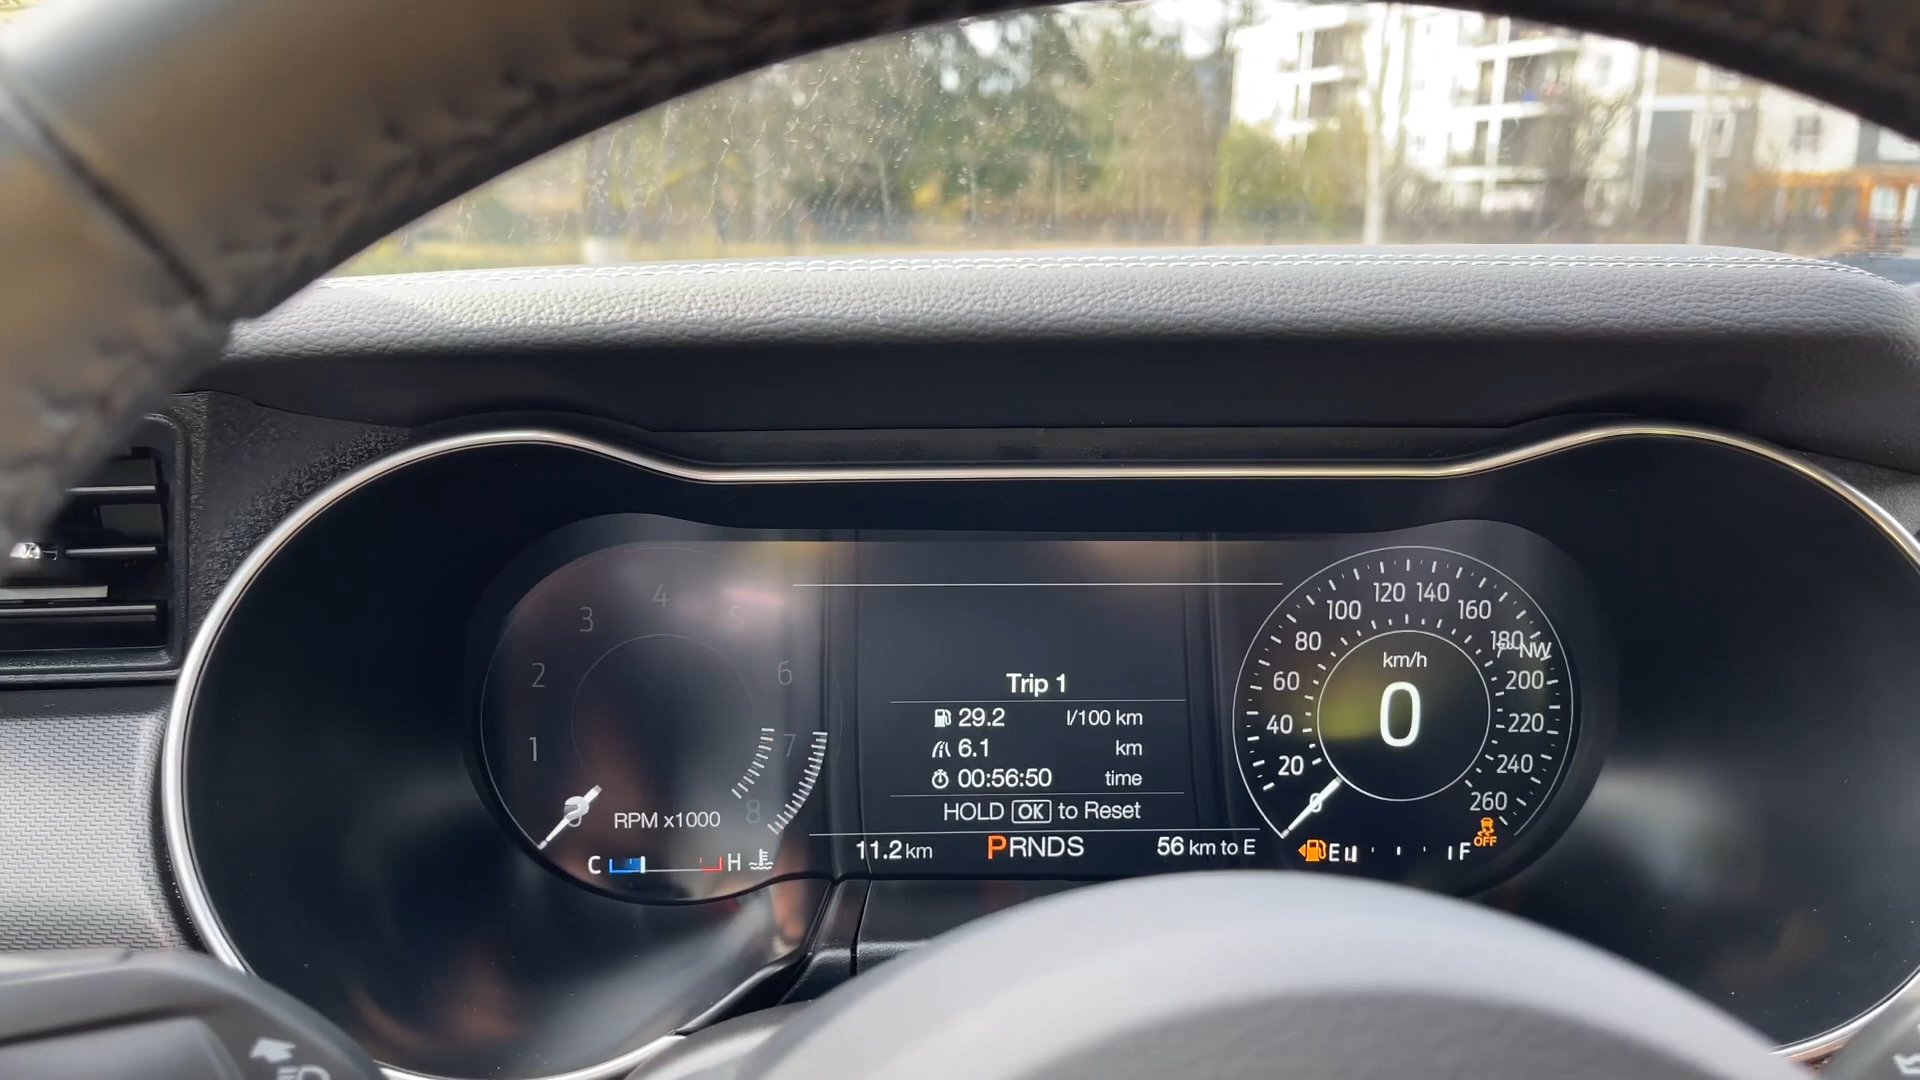 4
3
5
2
6
1
7
8
RPM x1000
C
H
Trip 1
29.2 l/100 km
6.1 km
00:56:50 time
HOLD OK to Reset
11.2 km
PRNDS
56 km to E
120 140
100 160
80 180
NW
60 200
40 220
20 240
0 260
km/h
0
E
F
OFF